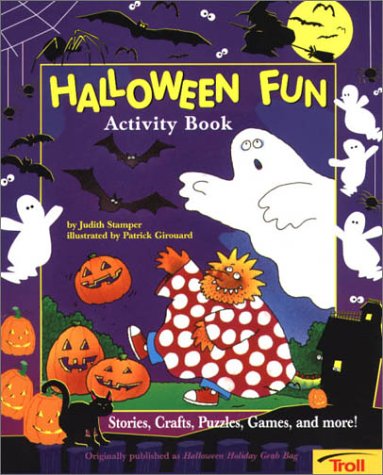 HALLOWEEN FUN
Activity Book
by Judith Stamper
illustrated by Patrick Girouard
Stories, Crafts, Puzzles, Games, and more!
Originally published as Halloween Holiday Grab Bag
Troll